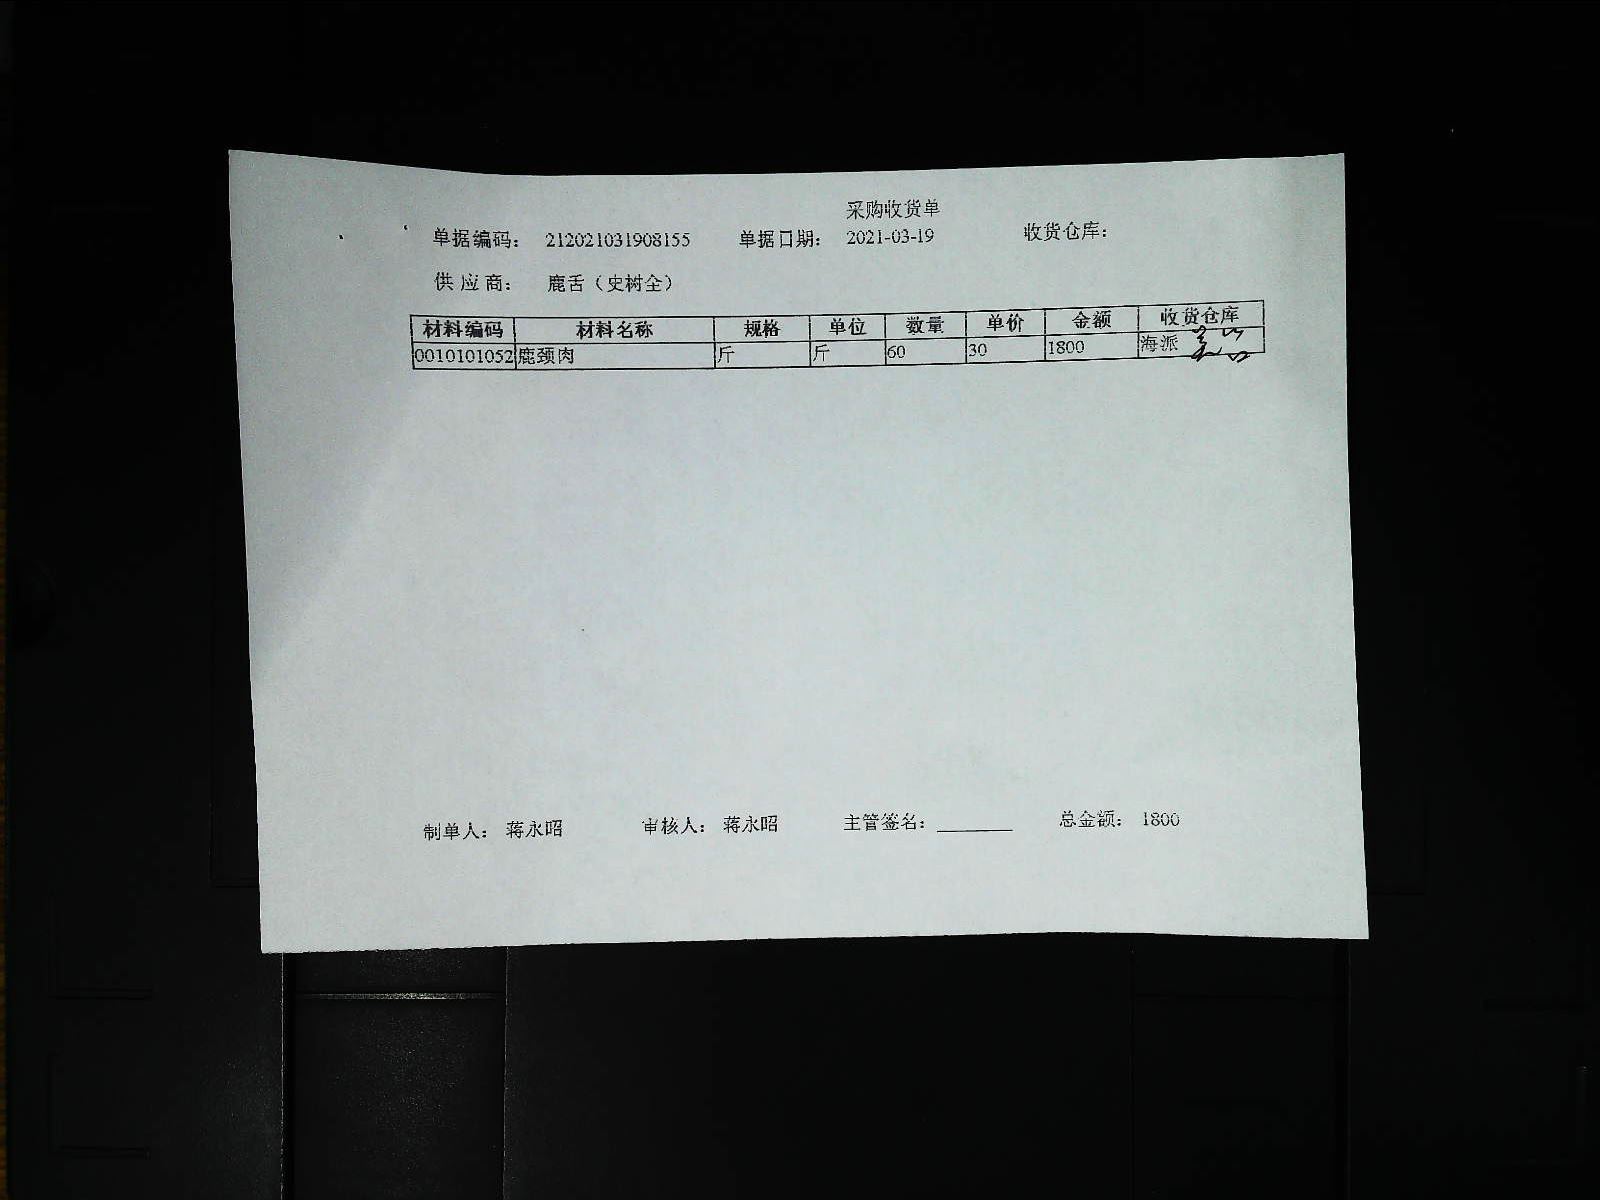 采购收货单
单据编码： 212021031908155 单据日期： 2021-03-19 收货仓库：
供 应 商： 鹿舌（史树全）
材料编码 材料名称 规格 单位 数量 单价 金额 收货仓库
0010101052 鹿颈肉 斤 斤 60 30 1800 海派
制单人： 蒋永昭 审核人： 蒋永昭 主管签名：________ 总金额： 1800